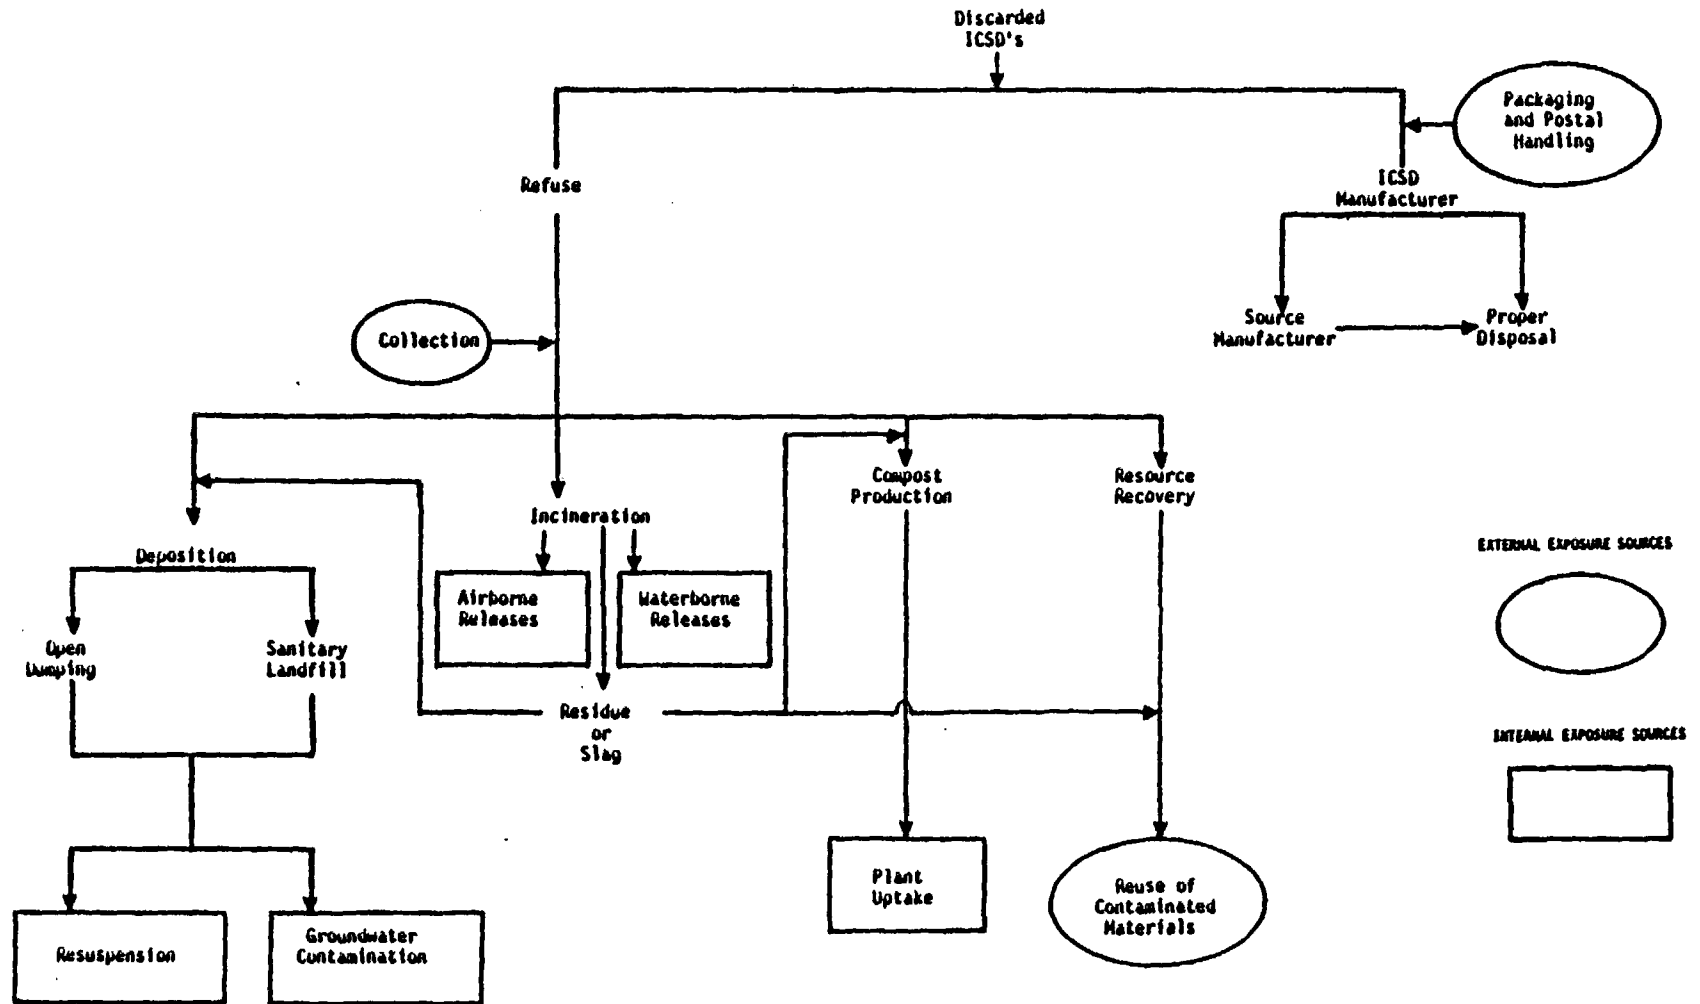 Discarded
ICSD's
Packaging
and Postal
Handling
Refuse
ICSD
Manufacturer
Collection
Source
Manufacturer
Proper
Disposal
Compost
Production
Resource
Recovery
Incineration
Deposition
EXTERNAL EXPOSURE SOURCES
Airborne
Releases
Waterborne
Releases
Open
Dumping
Sanitary
Landfill
Residue
or
Slag
INTERNAL EXPOSURE SOURCES
Plant
Uptake
Reuse of
Contaminated
Materials
Resuspension
Groundwater
Contamination